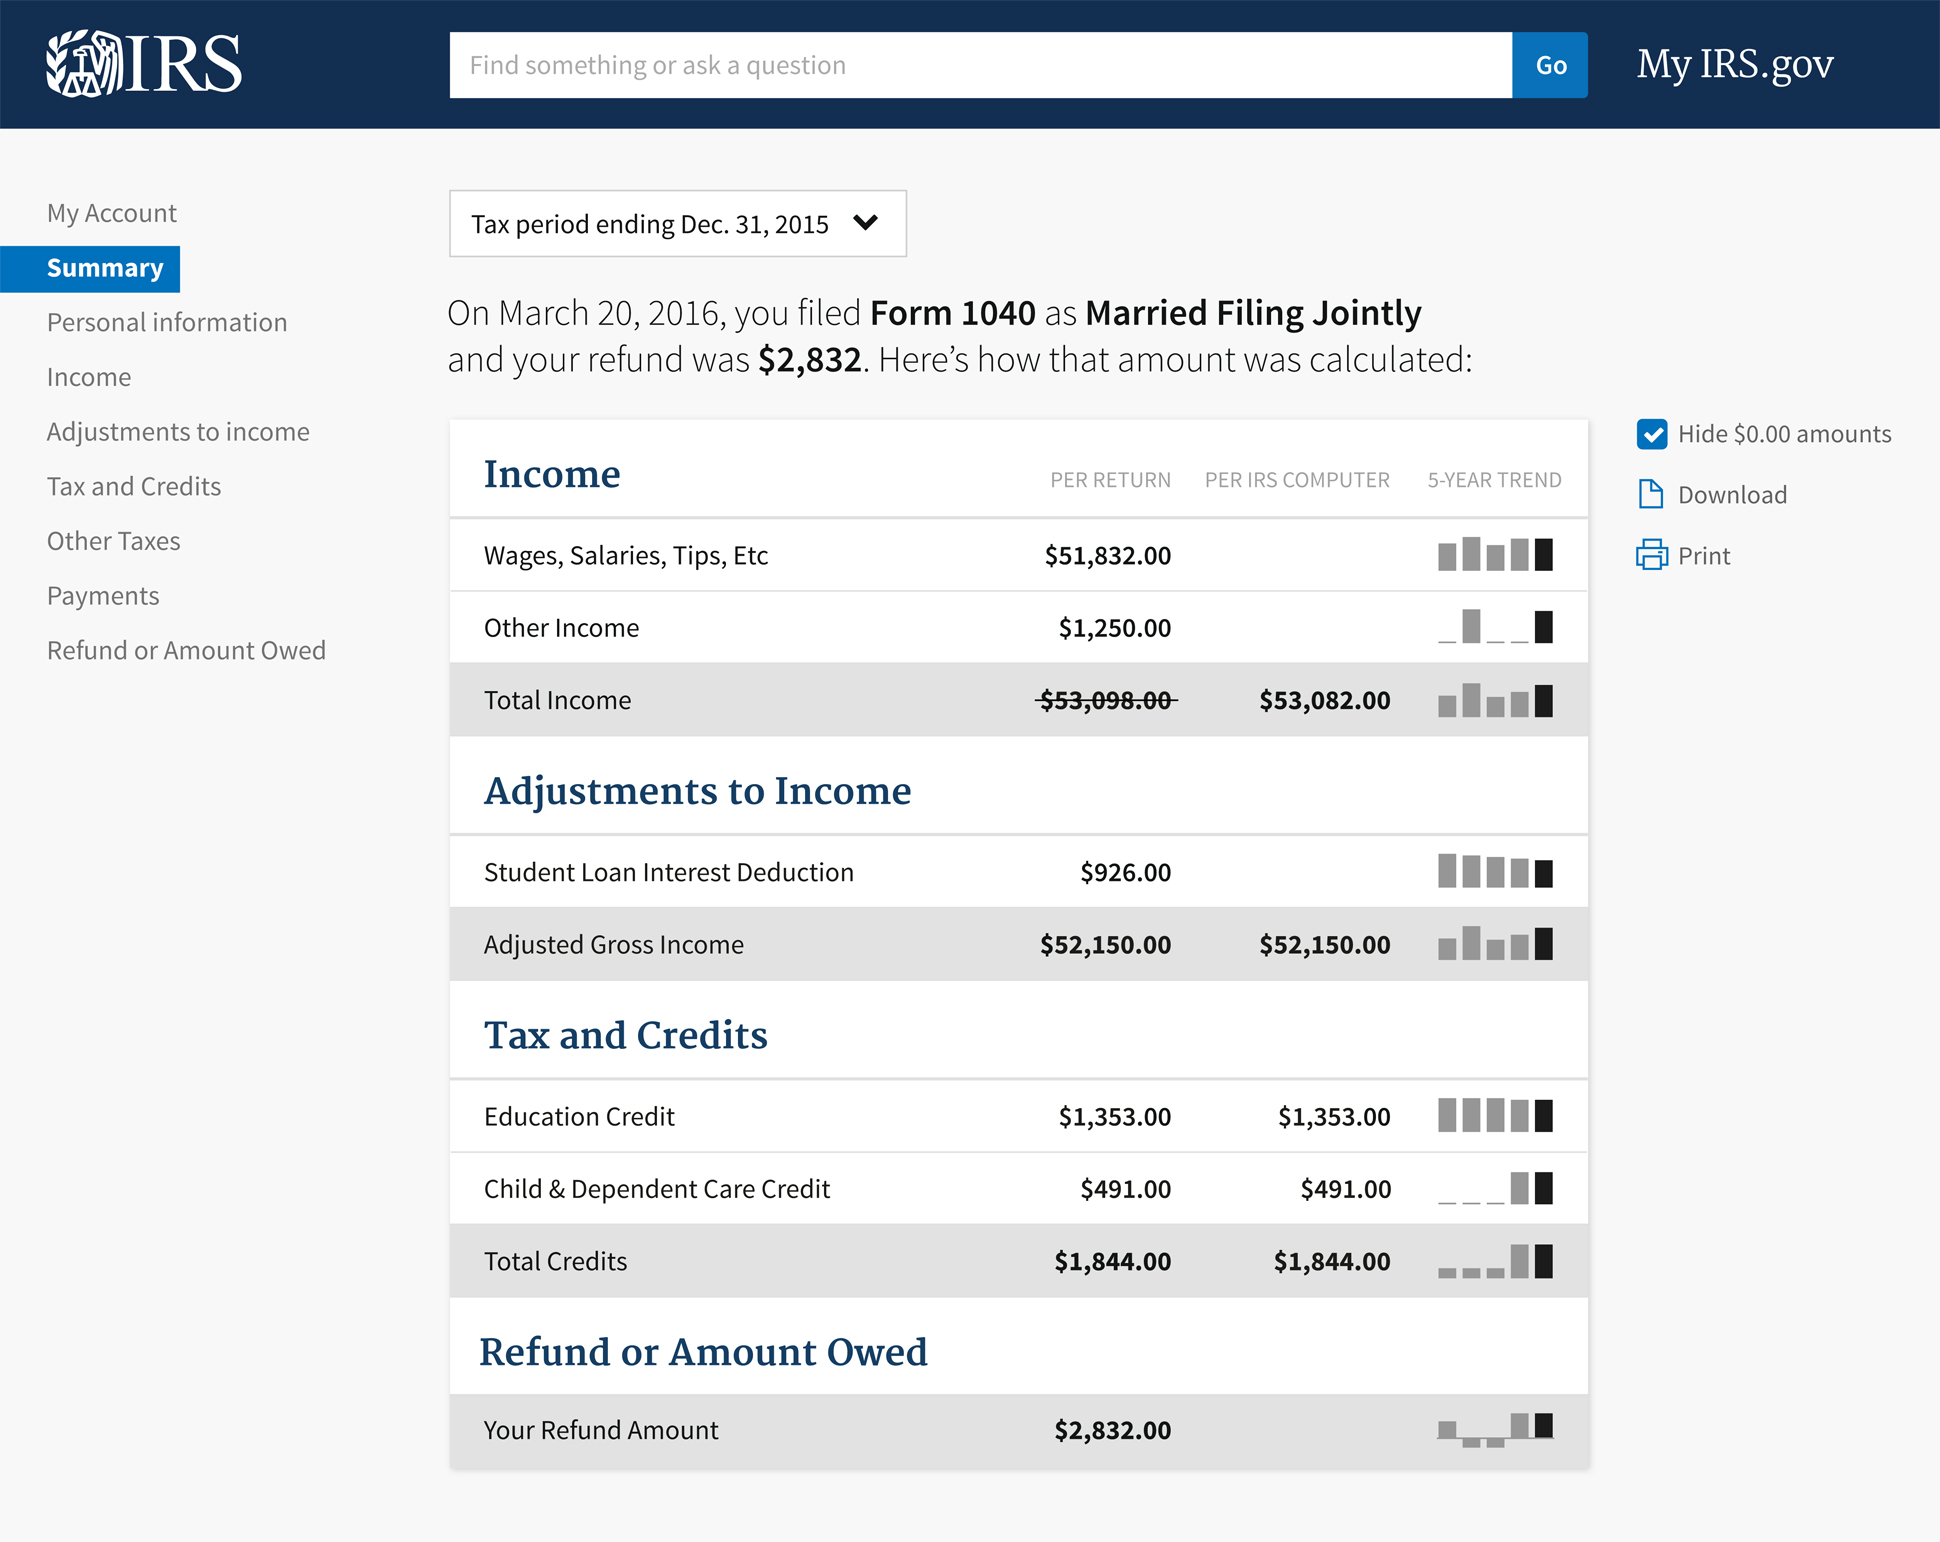 IRS
Find something or ask a question
Go
My IRS.gov
My Account
Summary
Personal information
Income
Adjustments to income
Tax and Credits
Other Taxes
Payments
Refund or Amount Owed
Tax period ending Dec. 31, 2015
On March 20, 2016, you filed Form 1040 as Married Filing Jointly
and your refund was $2,832. Here’s how that amount was calculated:
Income PER RETURN PER IRS COMPUTER 5-YEAR TREND
Wages, Salaries, Tips, Etc $51,832.00
Other Income $1,250.00
Total Income $53,098.00 $53,082.00
Adjustments to Income
Student Loan Interest Deduction $926.00
Adjusted Gross Income $52,150.00 $52,150.00
Tax and Credits
Education Credit $1,353.00 $1,353.00
Child & Dependent Care Credit $491.00 $491.00
Total Credits $1,844.00 $1,844.00
Refund or Amount Owed
Your Refund Amount $2,832.00
Hide $0.00 amounts
Download
Print